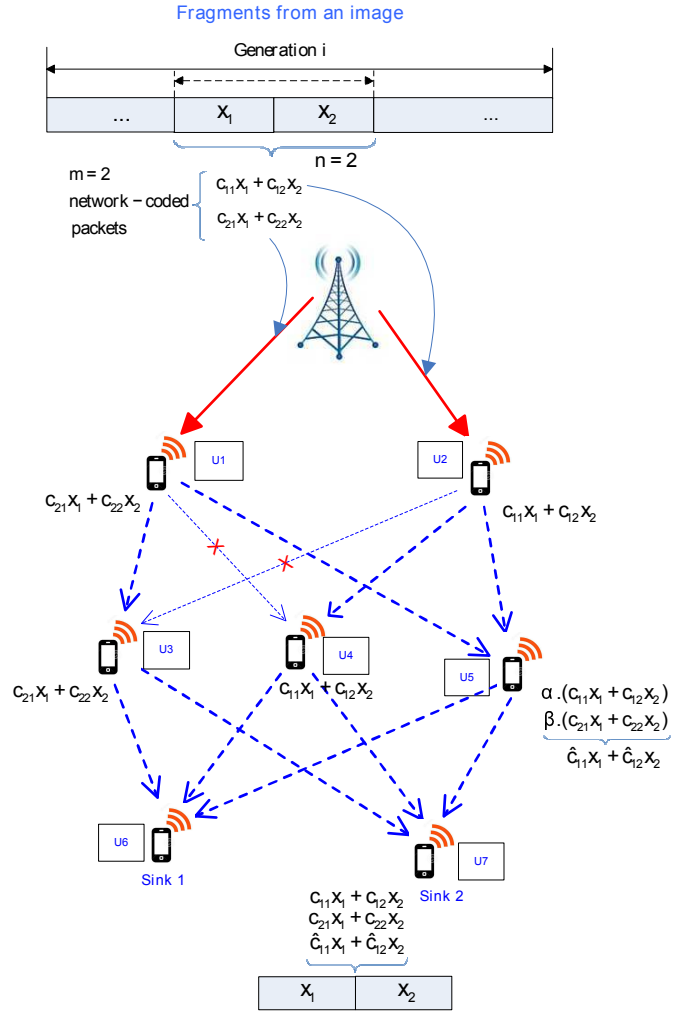 Fragments from an image
Generation i
... x₁ x₂ ...
n = 2
m = 2
network − coded
packets
c₁₁x₁ + c₁₂x₂
c₂₁x₁ + c₂₂x₂
U1
U2
c₂₁x₁ + c₂₂x₂
c₁₁x₁ + c₁₂x₂
U3
U4
U5
c₂₁x₁ + c₂₂x₂
c₁₁x₁ + c₁₂x₂
α.(c₁₁x₁ + c₁₂x₂)
β.(c₂₁x₁ + c₂₂x₂)
ĉ₁₁x₁ + ĉ₁₂x₂
U6
U7
Sink 1
Sink 2
c₁₁x₁ + c₁₂x₂
c₂₁x₁ + c₂₂x₂
ĉ₁₁x₁ + ĉ₁₂x₂
x₁ x₂